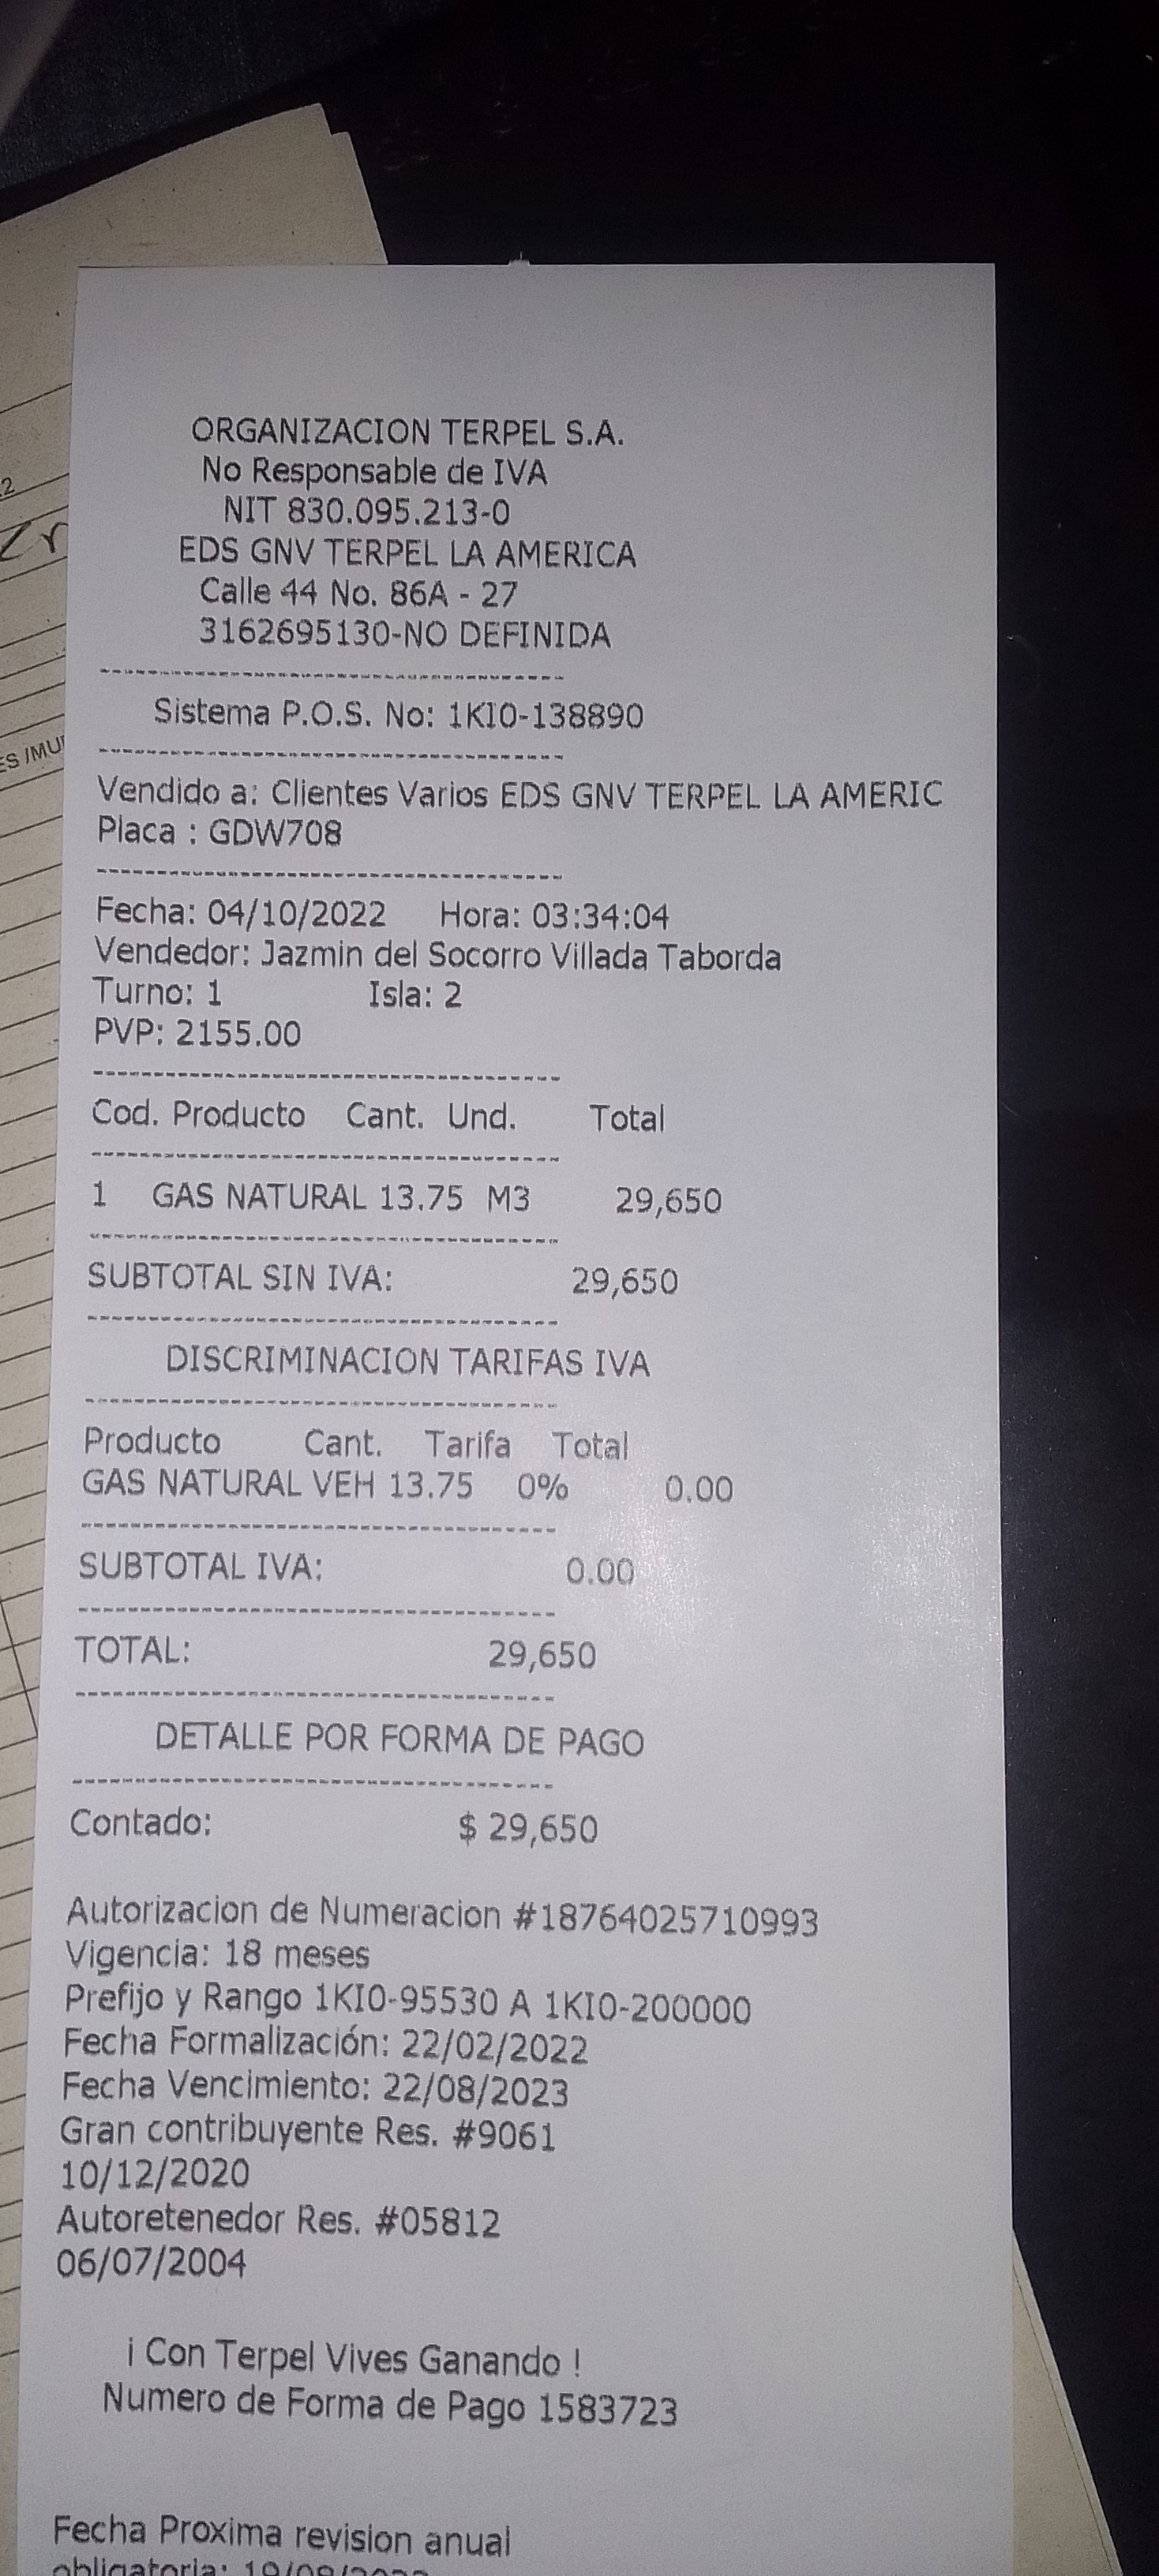 ORGANIZACION TERPEL S.A.
No Responsable de IVA
NIT 830.095.213-0
EDS GNV TERPEL LA AMERICA
Calle 44 No. 86A - 27
3162695130-NO DEFINIDA
Sistema P.O.S. No: 1KI0-138890
Vendido a: Clientes Varios EDS GNV TERPEL LA AMERIC
Placa : GDW708
Fecha: 04/10/2022 Hora: 03:34:04
Vendedor: Jazmin del Socorro Villada Taborda
Turno: 1 Isla: 2
PVP: 2155.00
Cod. Producto Cant. Und. Total
1 GAS NATURAL 13.75 M3 29,650
SUBTOTAL SIN IVA: 29,650
DISCRIMINACION TARIFAS IVA
Producto Cant. Tarifa Total
GAS NATURAL VEH 13.75 0% 0.00
SUBTOTAL IVA: 0.00
TOTAL: 29,650
DETALLE POR FORMA DE PAGO
Contado: $ 29,650
Autorizacion de Numeracion #18764025710993
Vigencia: 18 meses
Prefijo y Rango 1KI0-95530 A 1KI0-200000
Fecha Formalización: 22/02/2022
Fecha Vencimiento: 22/08/2023
Gran contribuyente Res. #9061
10/12/2020
Autoretenedor Res. #05812
06/07/2004
¡ Con Terpel Vives Ganando !
Numero de Forma de Pago 1583723
Fecha Proxima revision anual
obligatoria: